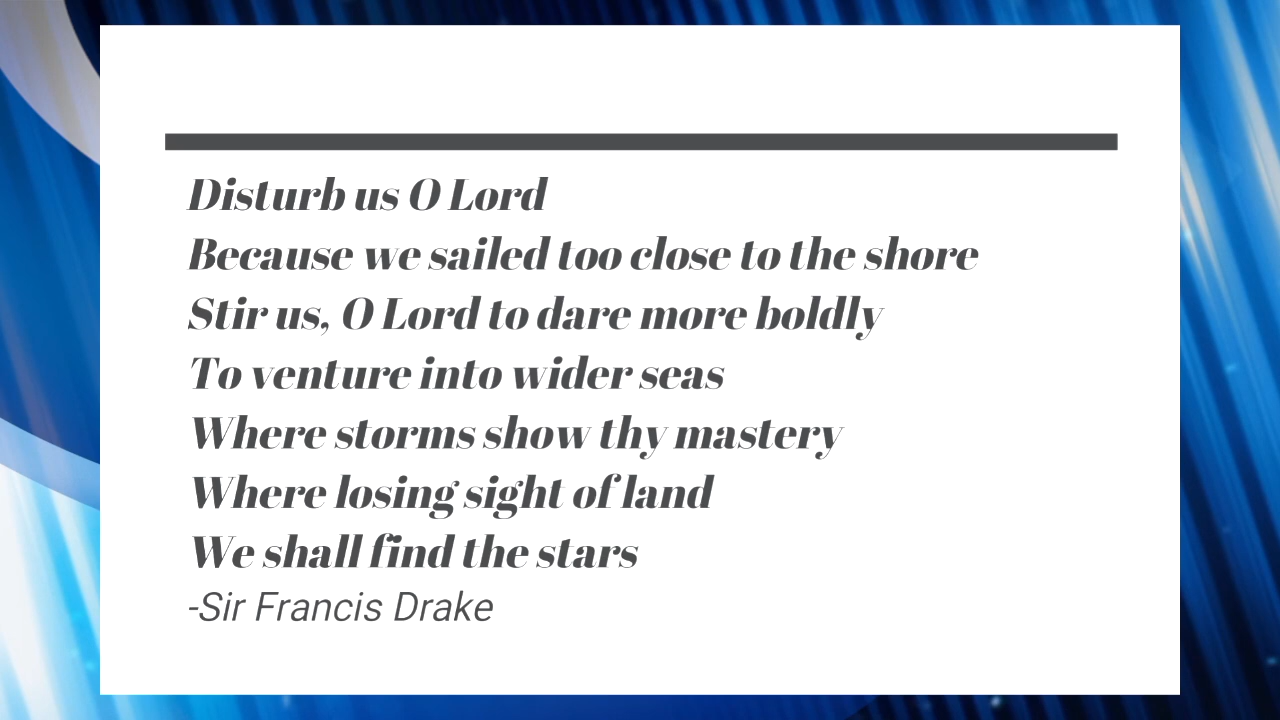 Disturb us O Lord
Because we sailed too close to the shore
Stir us, O Lord to dare more boldly
To venture into wider seas
Where storms show thy mastery
Where losing sight of land
We shall find the stars
-Sir Francis Drake